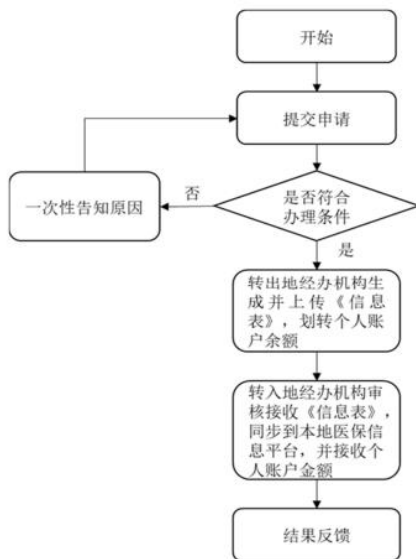 开始
提交申请
是否符合
办理条件
否
一次性告知原因
是
转出地经办机构生
成并上传《信息
表》，划转个人账
户余额
转入地经办机构审
核接收《信息表》，
同步到本地医保信
息平台，并接收个
人账户金额
结果反馈